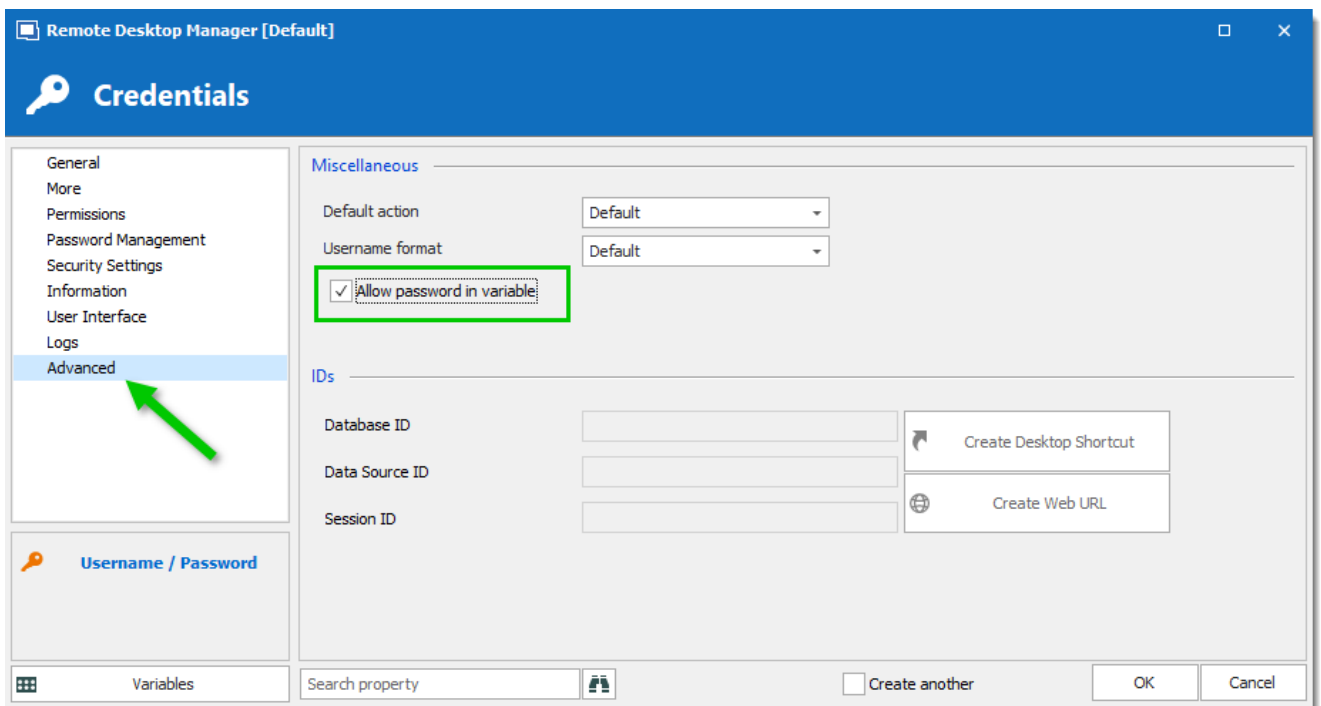 Remote Desktop Manager [Default]
Credentials
General
More
Permissions
Password Management
Security Settings
Information
User Interface
Logs
Advanced
Username / Password
Variables
Miscellaneous
Default action
Default
Username format
Default
Allow password in variable
IDs
Database ID
Data Source ID
Session ID
Create Desktop Shortcut
Create Web URL
Search property
Create another
OK
Cancel